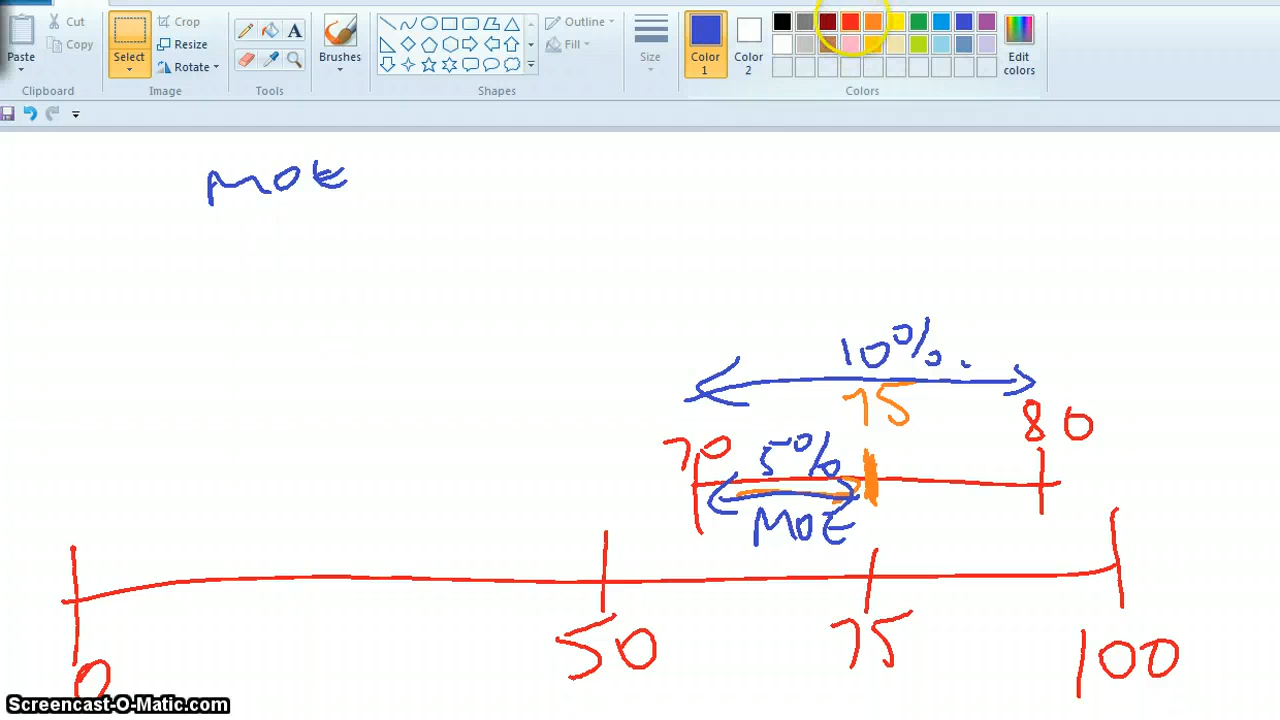 Paste
Cut
Copy
Clipboard
Select
Crop
Resize
Rotate
Image
A
Tools
Brushes
Outline
Fill
Shapes
Size
Color 1
Color 2
Edit colors
Colors
MOE
10%.
75
70
80
5%
MOE
0
50
75
100
Screencast-O-Matic.com